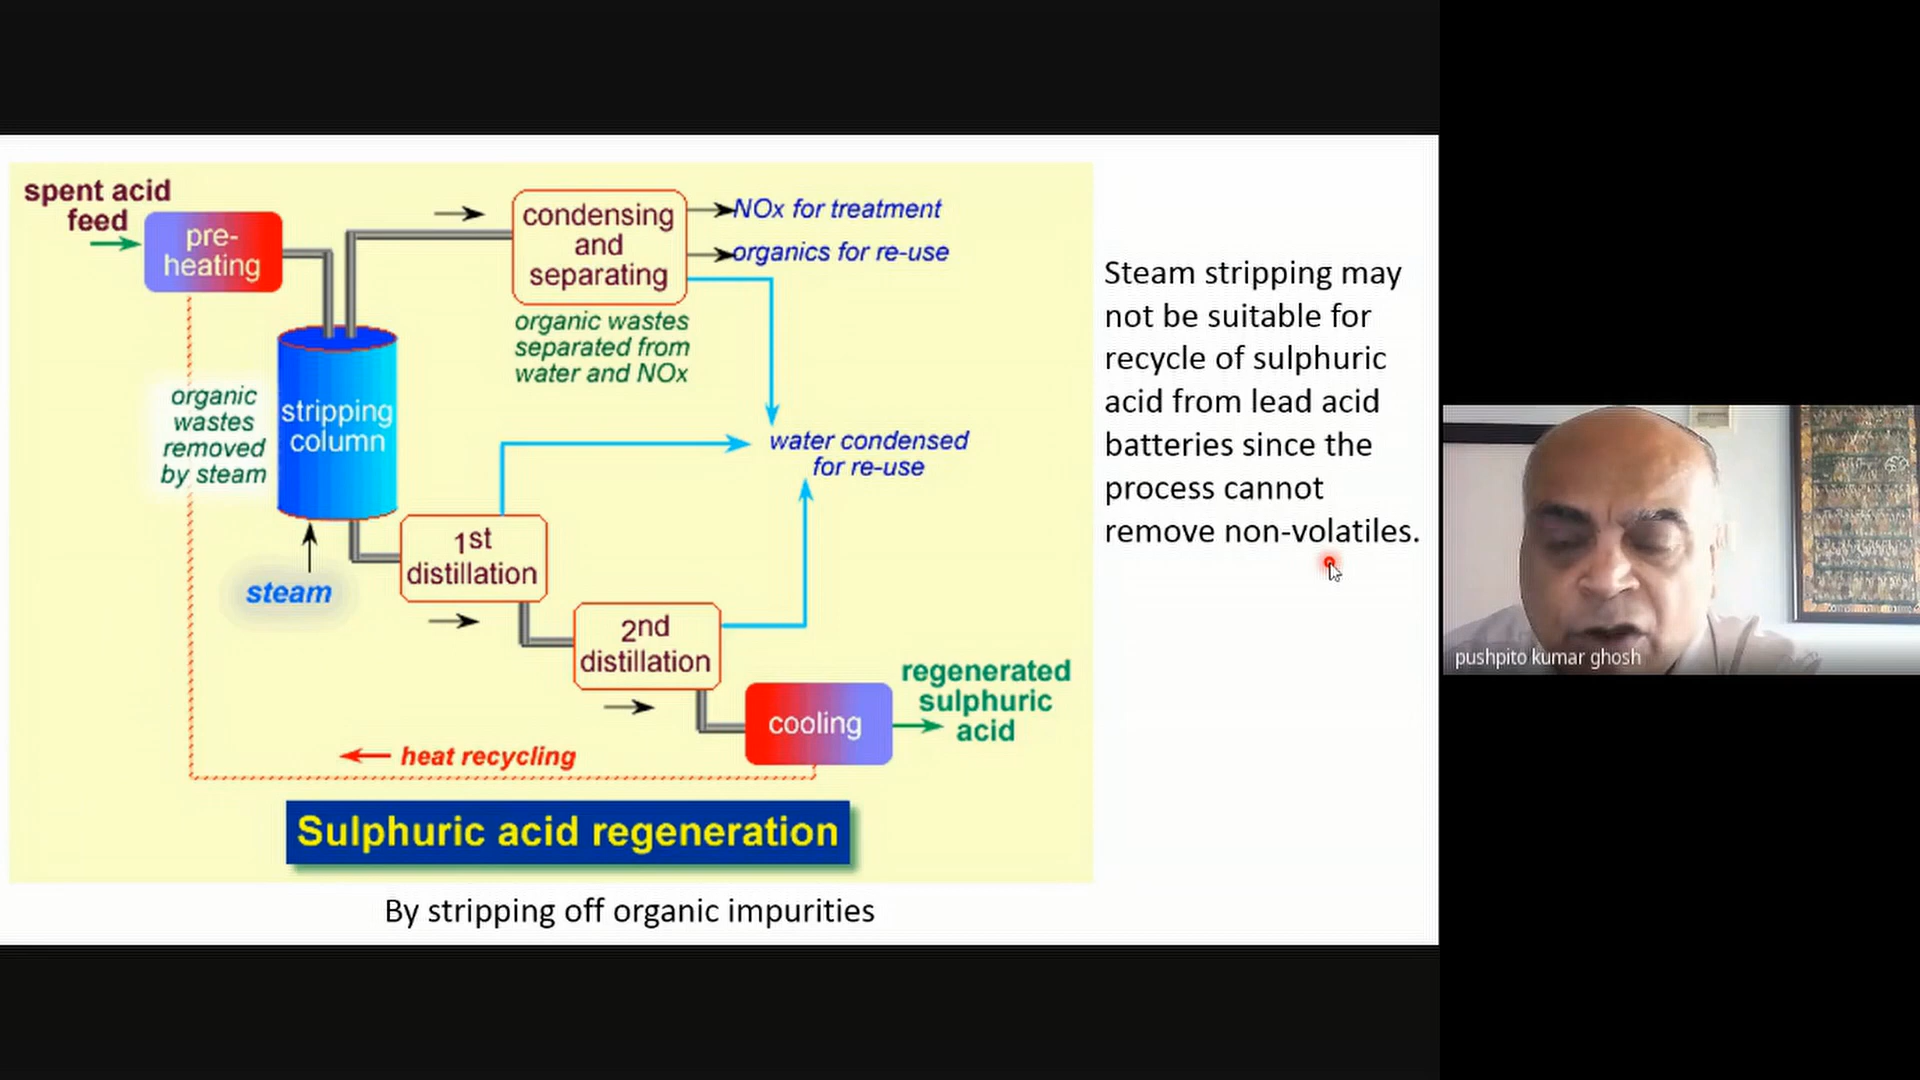 spent acid
feed
pre-
heating
condensing
and
separating
NOx for treatment
organics for re-use
organic wastes
separated from
water and NOx
organic
wastes
removed
by steam
stripping
column
water condensed
for re-use
steam
1st
distillation
2nd
distillation
cooling
regenerated
sulphuric
acid
heat recycling
Sulphuric acid regeneration
By stripping off organic impurities
Steam stripping may
not be suitable for
recycle of sulphuric
acid from lead acid
batteries since the
process cannot
remove non-volatiles.
pushpito kumar ghosh